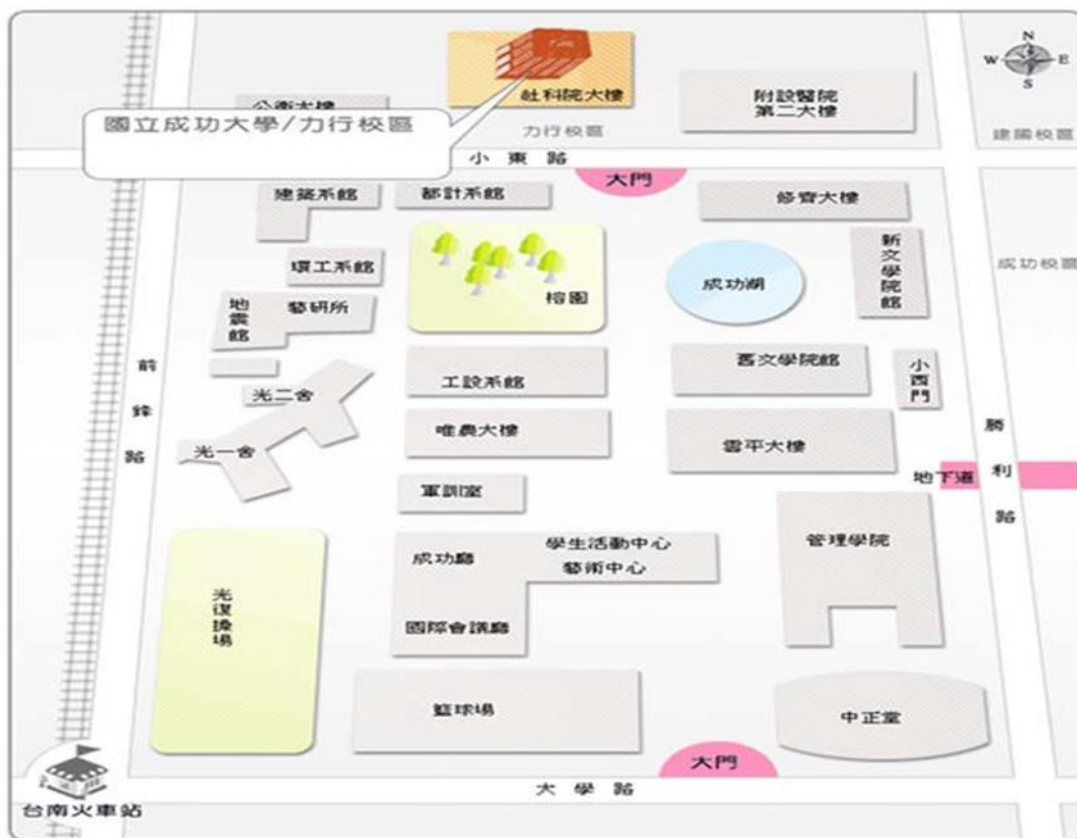 N
W E
S
社科院大樓
附設醫院
第二大樓
公衛大樓
國立成功大學/力行校區
力行校區
建國校區
小東路
大門
建築系館
都計系館
修齊大樓
新文學院館
成功校區
環工系館
榕園
成功湖
地震館
藝研所
前鋒路
工設系館
舊文學院館
小西門
光二舍
唯農大樓
雲平大樓
勝利路
光一舍
地下道
軍訓室
管理學院
成功廳
學生活動中心
藝術中心
光復操場
國際會議廳
籃球場
中正堂
大門
大學路
台南火車站